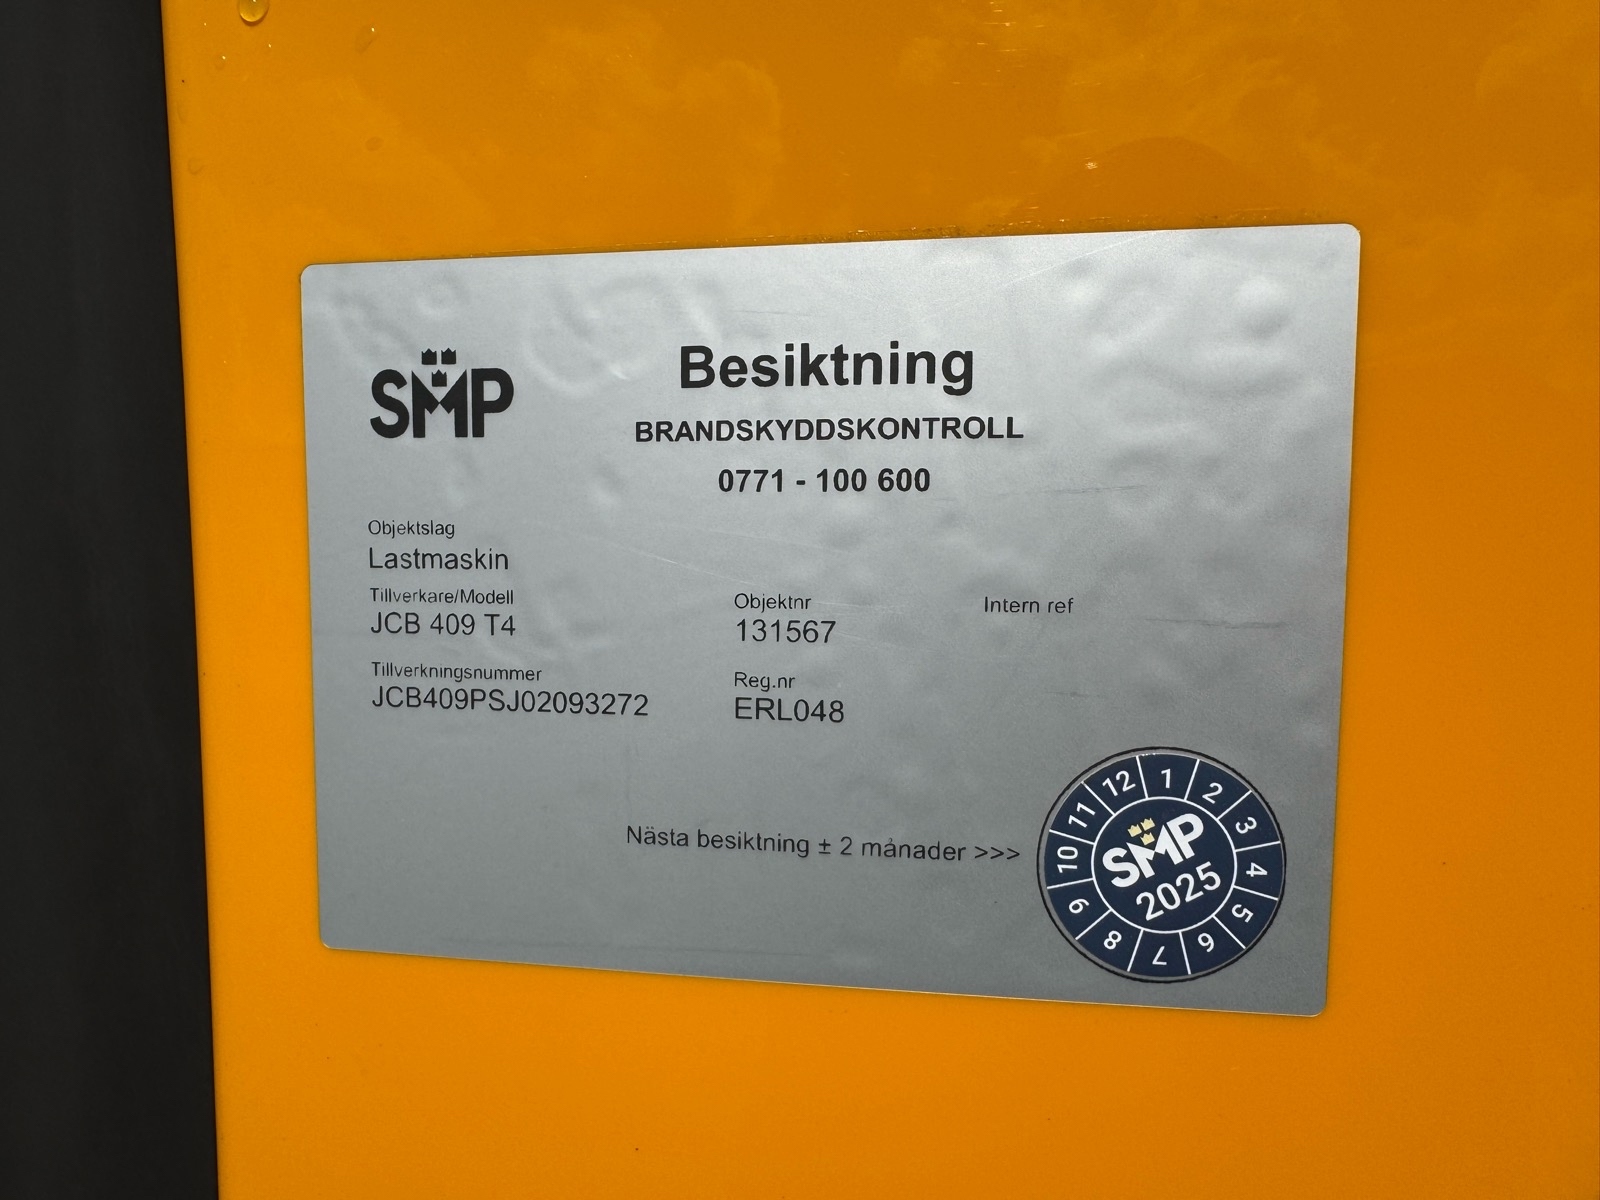 SMP
Besiktning
BRANDSKYDDSKONTROLL
0771 - 100 600
Objektslag
Lastmaskin
Tillverkare/Modell
JCB 409 T4
Objektnr
131567
Intern ref
Tillverkningsnummer
JCB409PSJ02093272
Reg.nr
ERL048
Nästa besiktning ± 2 månader >>>
1 2 3 4 5 6 7 8 9 10 11 12
SMP
2025